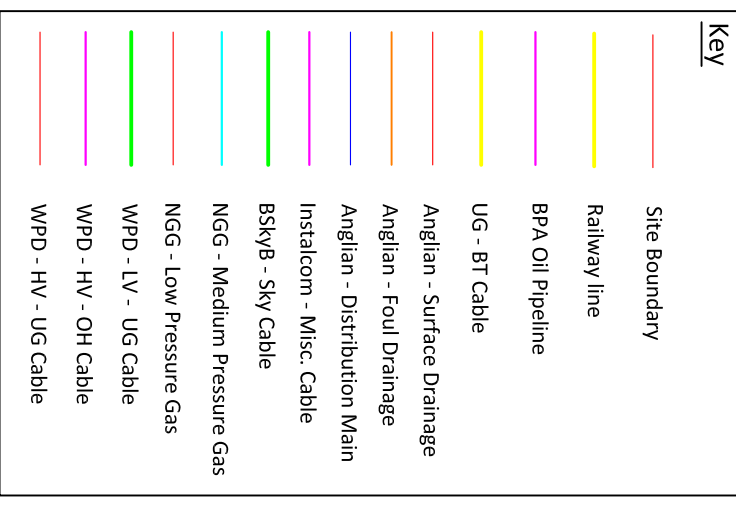 Key
Site Boundary
Railway line
BPA Oil Pipeline
UG - BT Cable
Anglian - Surface Drainage
Anglian - Foul Drainage
Anglian - Distribution Main
Instalcom - Misc. Cable
BSkyB - Sky Cable
NGG - Medium Pressure Gas
NGG - Low Pressure Gas
WPD - LV - UG Cable
WPD - HV - OH Cable
WPD - HV - UG Cable